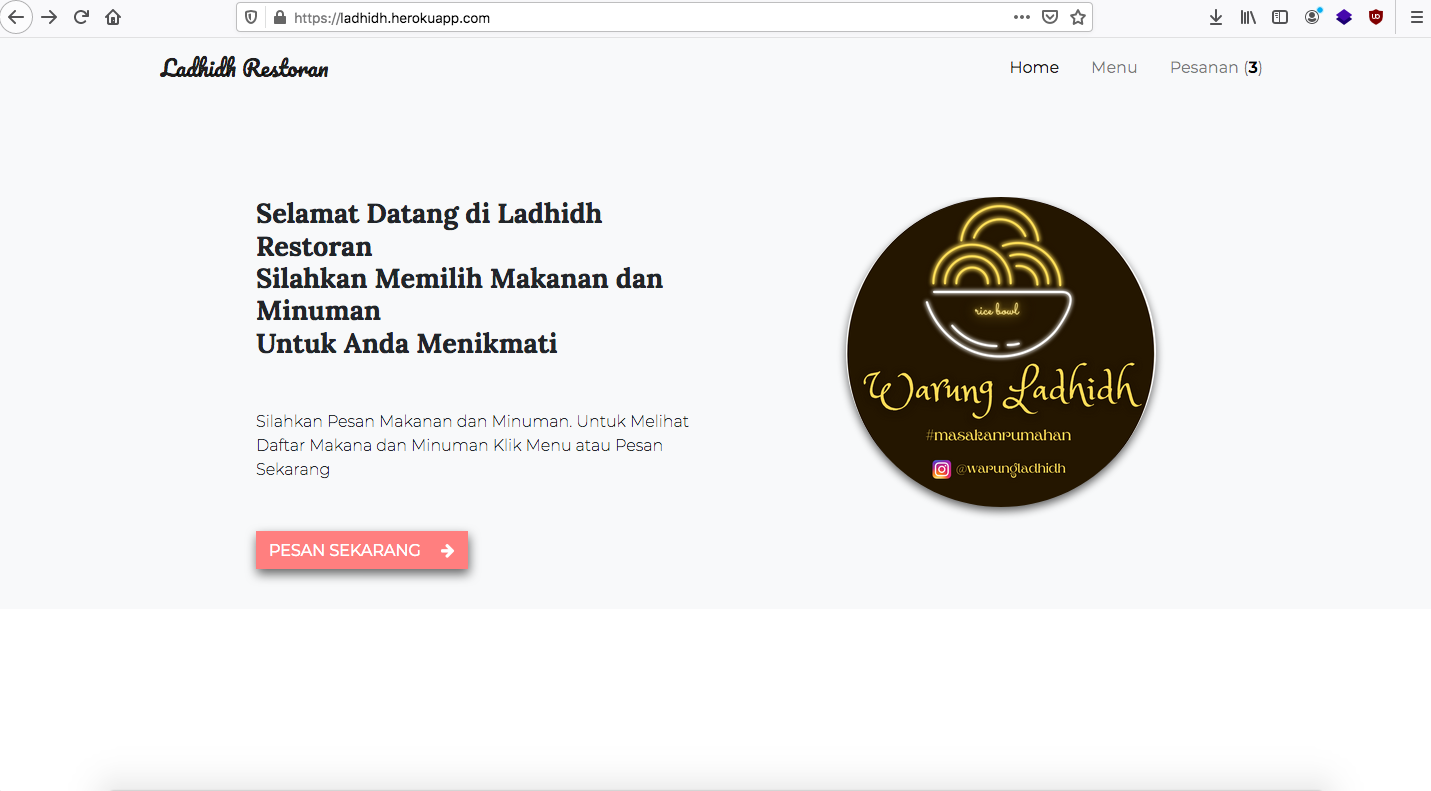 https://ladhidh.herokuapp.com
Ladhidh Restoran
Home
Menu
Pesanan (3)
Selamat Datang di Ladhidh
Restoran
Silahkan Memilih Makanan dan
Minuman
Untuk Anda Menikmati
Silahkan Pesan Makanan dan Minuman. Untuk Melihat
Daftar Makana dan Minuman Klik Menu atau Pesan
Sekarang
PESAN SEKARANG
rice bowl
Warung Ladhidh
#masakanrumahan
@warungladhidh